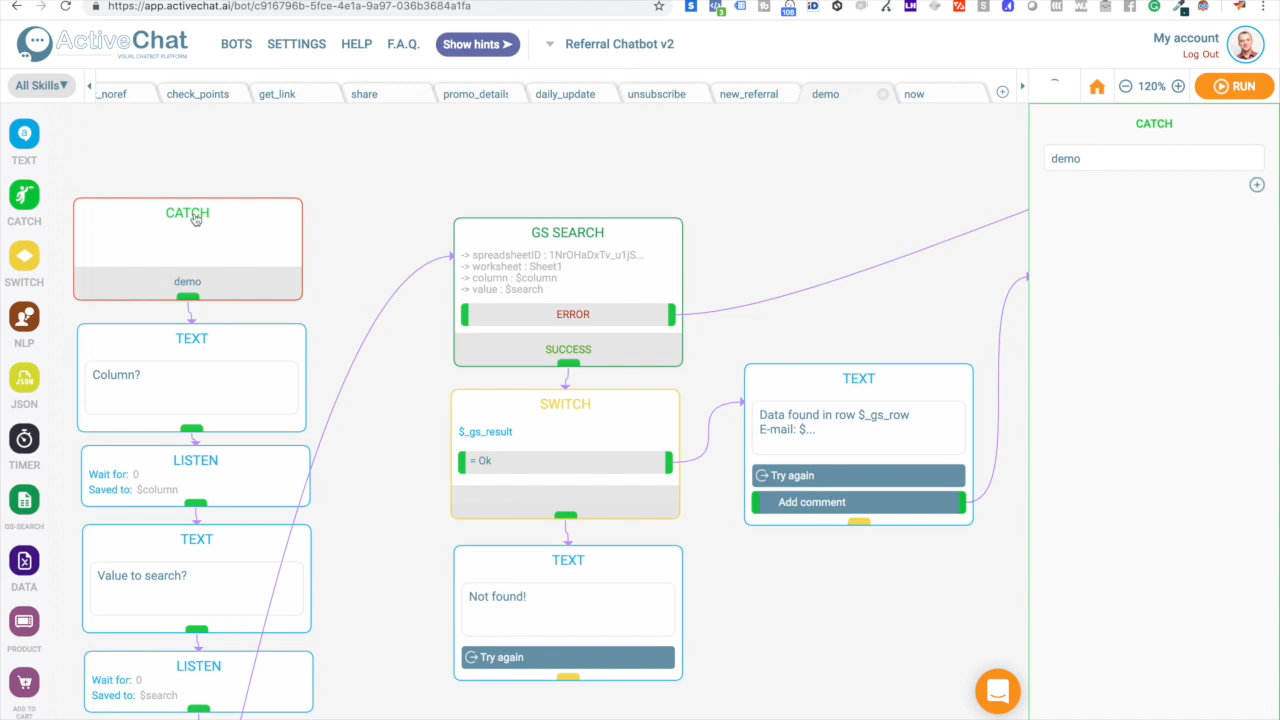 https://app.activechat.ai/bot/c916796b-5fce-4e1a-9a97-036b3684a1fa
3
108
ActiveChat
VISUAL CHATBOT PLATFORM
BOTS
SETTINGS
HELP
F.A.Q.
Show hints
Referral Chatbot v2
My account
Log Out
All Skills
_noref
check_points
get_link
share
promo_details
daily_update
unsubscribe
new_referral
demo
now
120%
RUN
TEXT
CATCH
SWITCH
NLP
JSON
TIMER
GS-SEARCH
DATA
PRODUCT
ADD TO
CART
CATCH
demo
TEXT
Column?
LISTEN
Wait for: 0
Saved to: $column
TEXT
Value to search?
LISTEN
Wait for: 0
Saved to: $search
GS SEARCH
-> spreadsheetID : 1NrOHaDxTv_u1jS...
-> worksheet : Sheet1
-> column : $column
-> value : $search
ERROR
SUCCESS
SWITCH
$_gs_result
= Ok
TEXT
Not found!
Try again
TEXT
Data found in row $_gs_row
E-mail: $...
Try again
Add comment
CATCH
demo